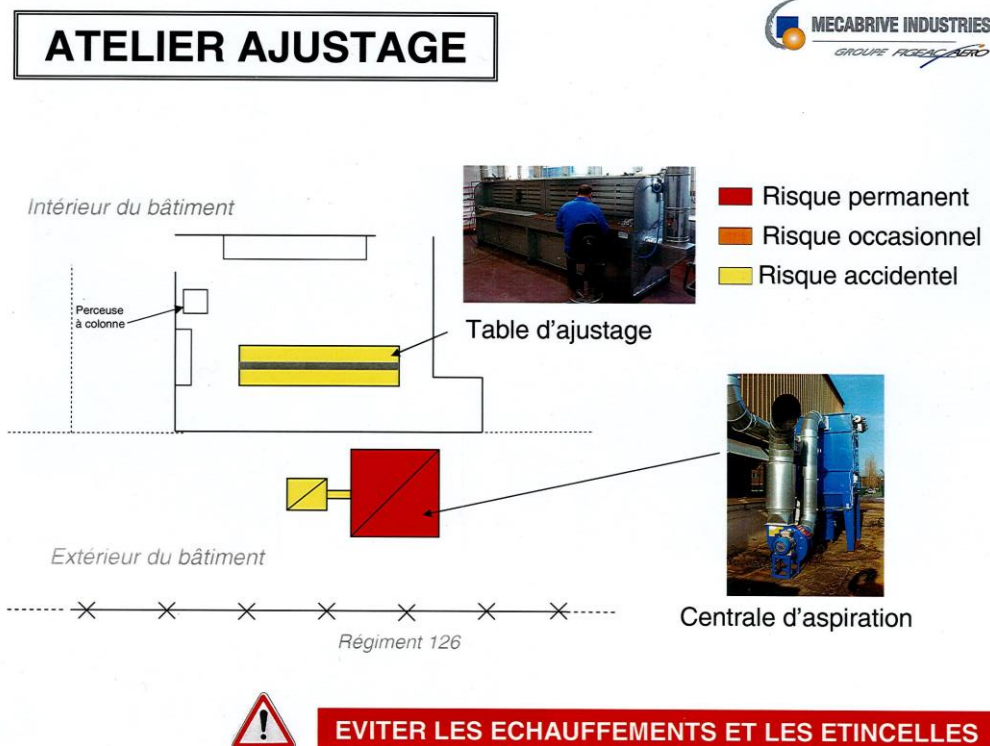 ATELIER AJUSTAGE
MECABRIVE INDUSTRIES
GROUPE FIGEAC AERO
Intérieur du bâtiment
Risque permanent
Risque occasionnel
Risque accidentel
Perceuse
à colonne
Table d'ajustage
Extérieur du bâtiment
Centrale d'aspiration
Régiment 126
EVITER LES ECHAUFFEMENTS ET LES ETINCELLES